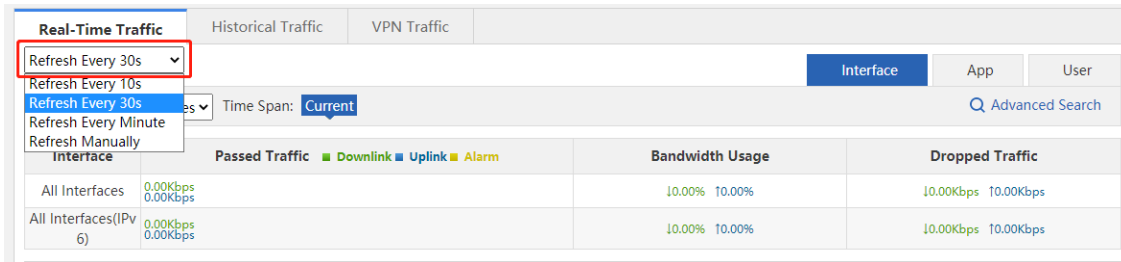 Real-Time Traffic Historical Traffic VPN Traffic
Refresh Every 30s
Interface App User
Refresh Every 10s
Refresh Every 30s
Refresh Every Minute
Refresh Manually
es Time Span: Current
Advanced Search
Interface Passed Traffic Downlink Uplink Alarm Bandwidth Usage Dropped Traffic
All Interfaces 0.00Kbps
0.00Kbps ↓0.00% ↑0.00% ↓0.00Kbps ↑0.00Kbps
All Interfaces(IPv
6) 0.00Kbps
0.00Kbps ↓0.00% ↑0.00% ↓0.00Kbps ↑0.00Kbps